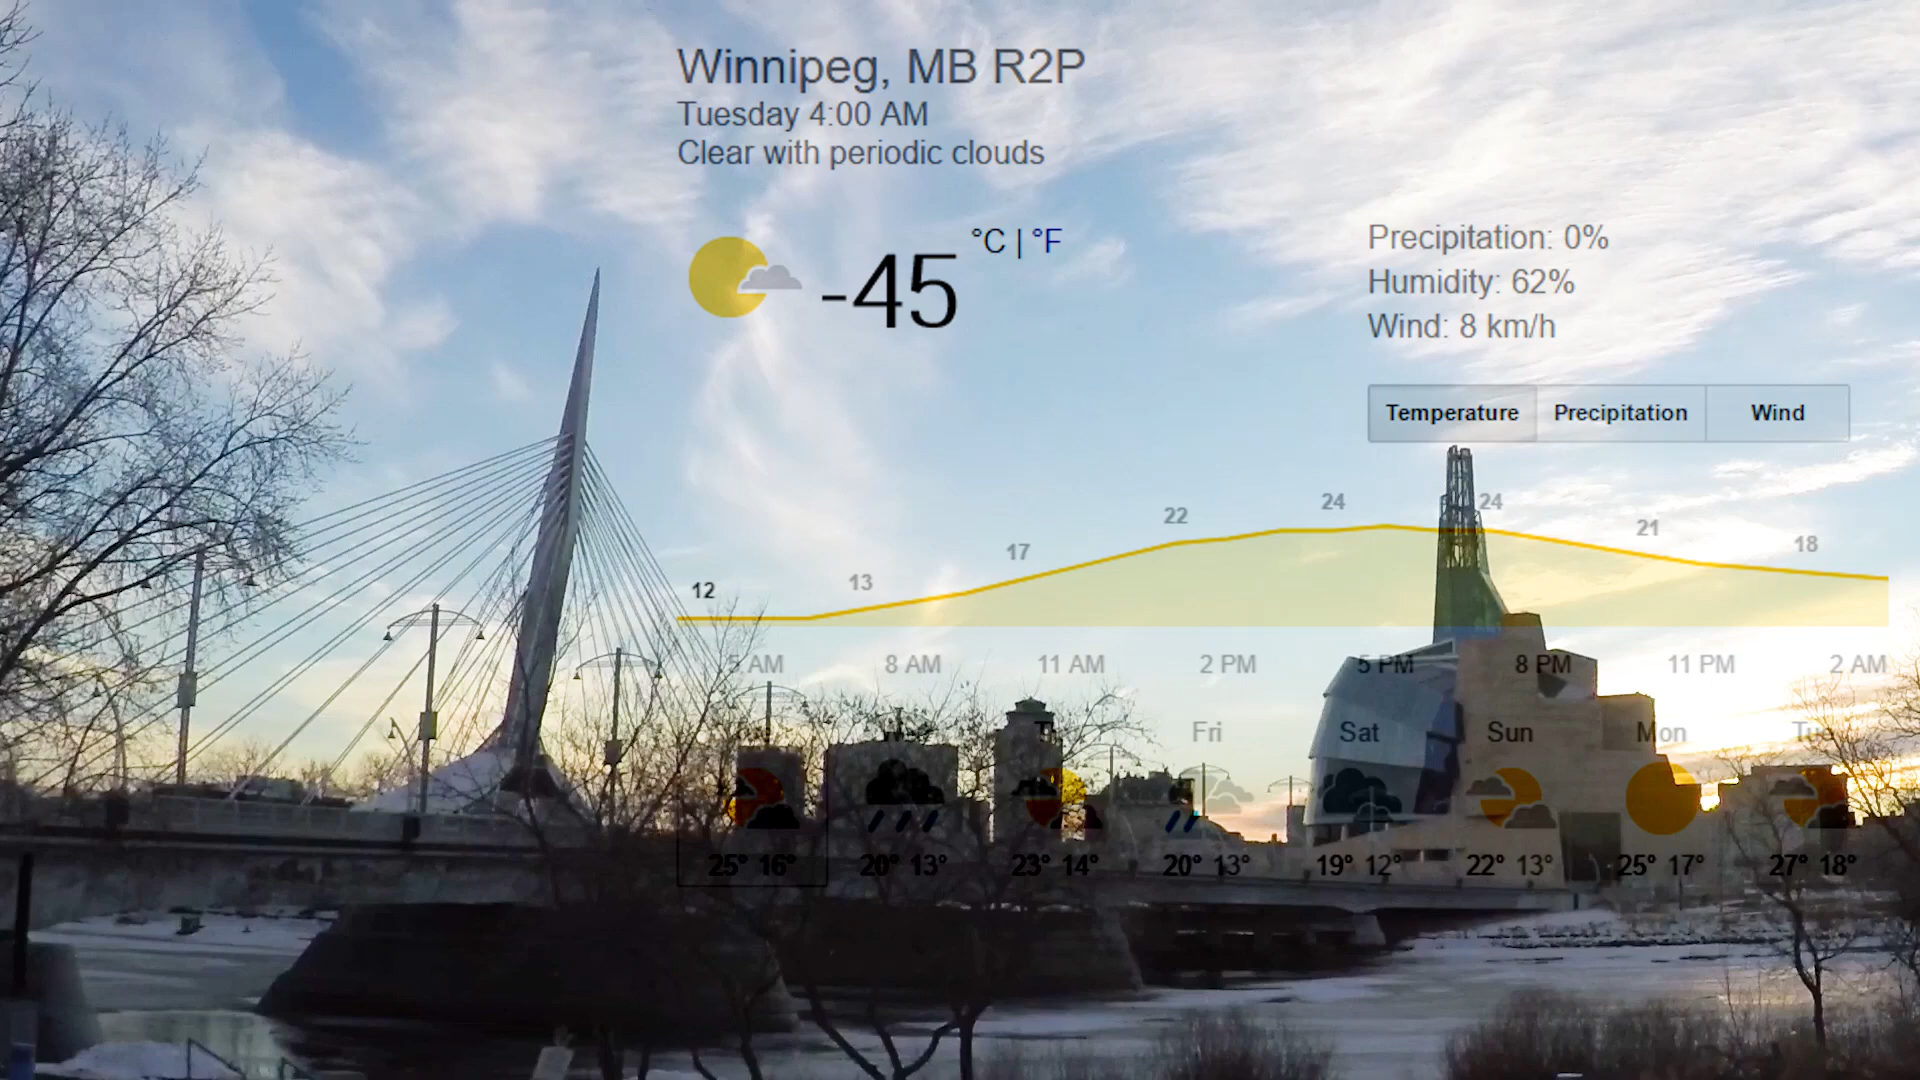 Winnipeg, MB R2P
Tuesday 4:00 AM
Clear with periodic clouds
-45 °C | °F
Precipitation: 0%
Humidity: 62%
Wind: 8 km/h
Temperature Precipitation Wind
12 13 17 22 24 24 21 18
5 AM 8 AM 11 AM 2 PM 5 PM 8 PM 11 PM 2 AM
Fri Sat Sun Mon Tue
25° 16° 20° 13° 23° 14° 20° 13° 19° 12° 22° 13° 25° 17° 27° 18°